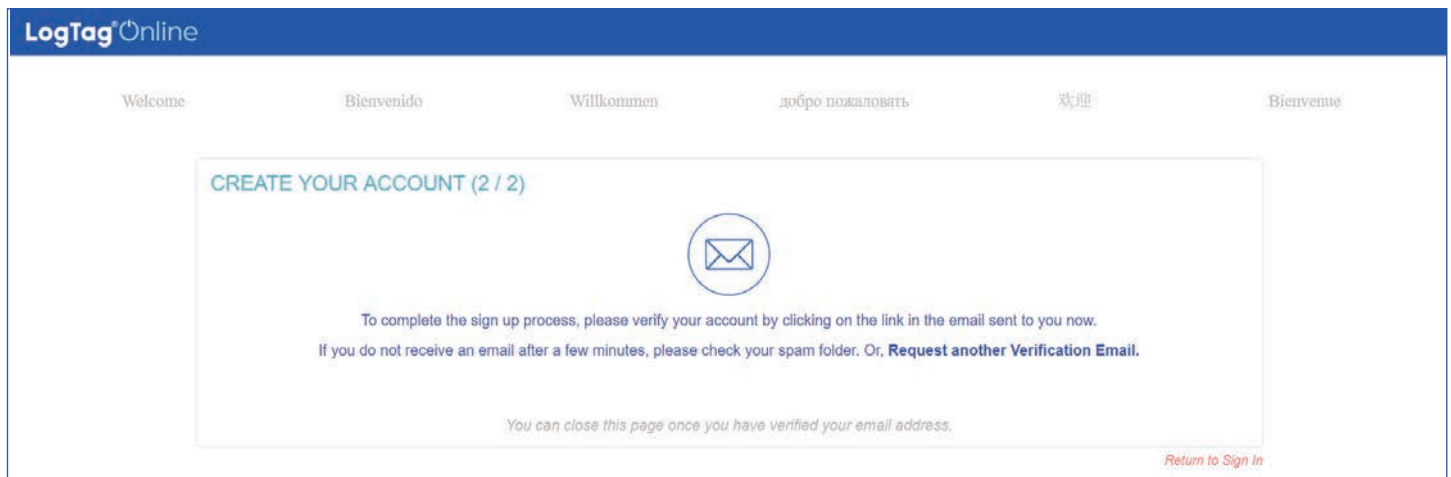 LogTag® Online
Welcome Bienvenido Willkommen добро пожаловать 欢迎 Bienvenue
CREATE YOUR ACCOUNT (2 / 2)
To complete the sign up process, please verify your account by clicking on the link in the email sent to you now.
If you do not receive an email after a few minutes, please check your spam folder. Or, Request another Verification Email.
You can close this page once you have verified your email address.
Return to Sign In